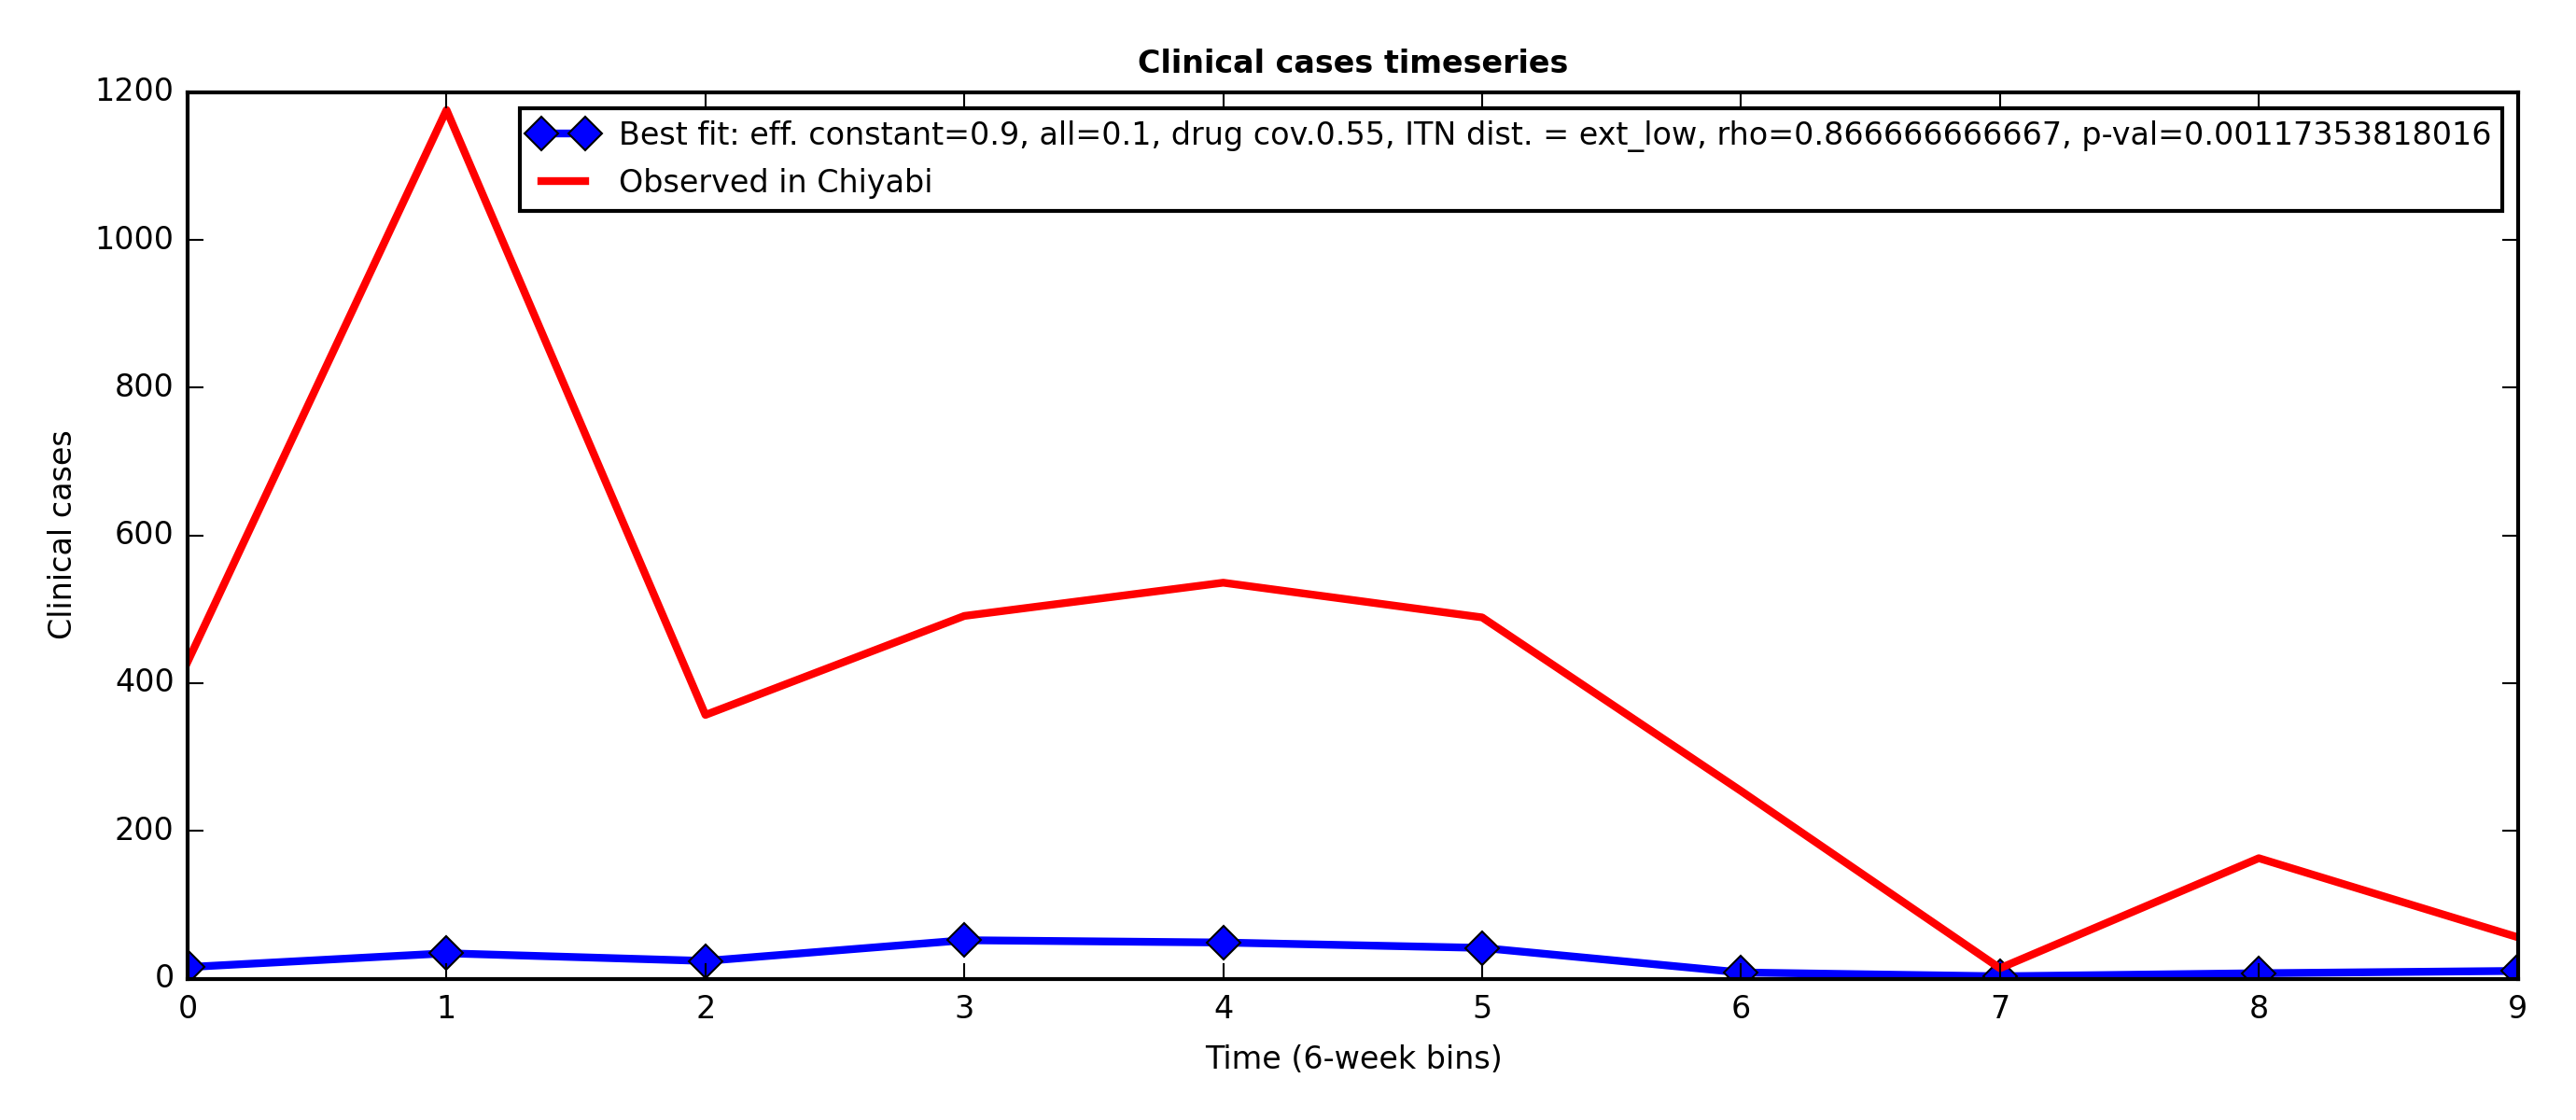 Clinical cases timeseries
1200
1000
800
600
400
200
0
Clinical cases
Best fit: eff. constant=0.9, all=0.1, drug cov.0.55, ITN dist. = ext_low, rho=0.866666666667, p-val=0.00117353818016
Observed in Chiyabi
0 1 2 3 4 5 6 7 8 9
Time (6-week bins)